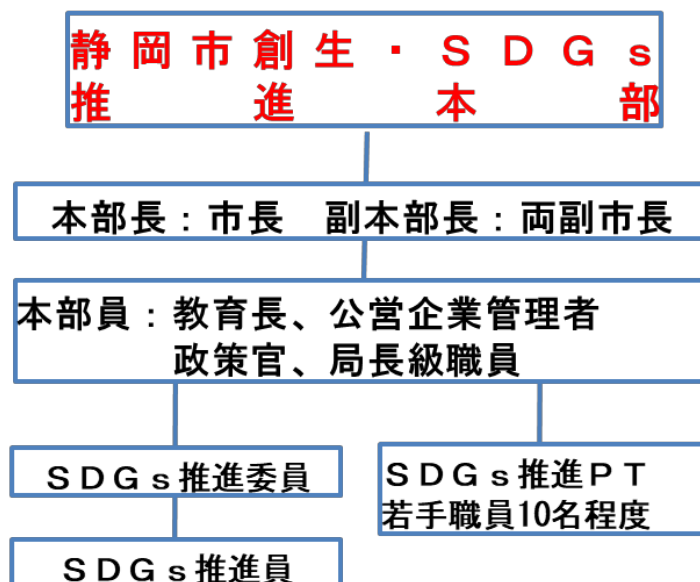 静岡市創生・SDGs
推進本部
本部長：市長　副本部長：両副市長
本部員：教育長、公営企業管理者
政策官、局長級職員
SDGs推進委員
SDGs推進PT
若手職員10名程度
SDGs推進員